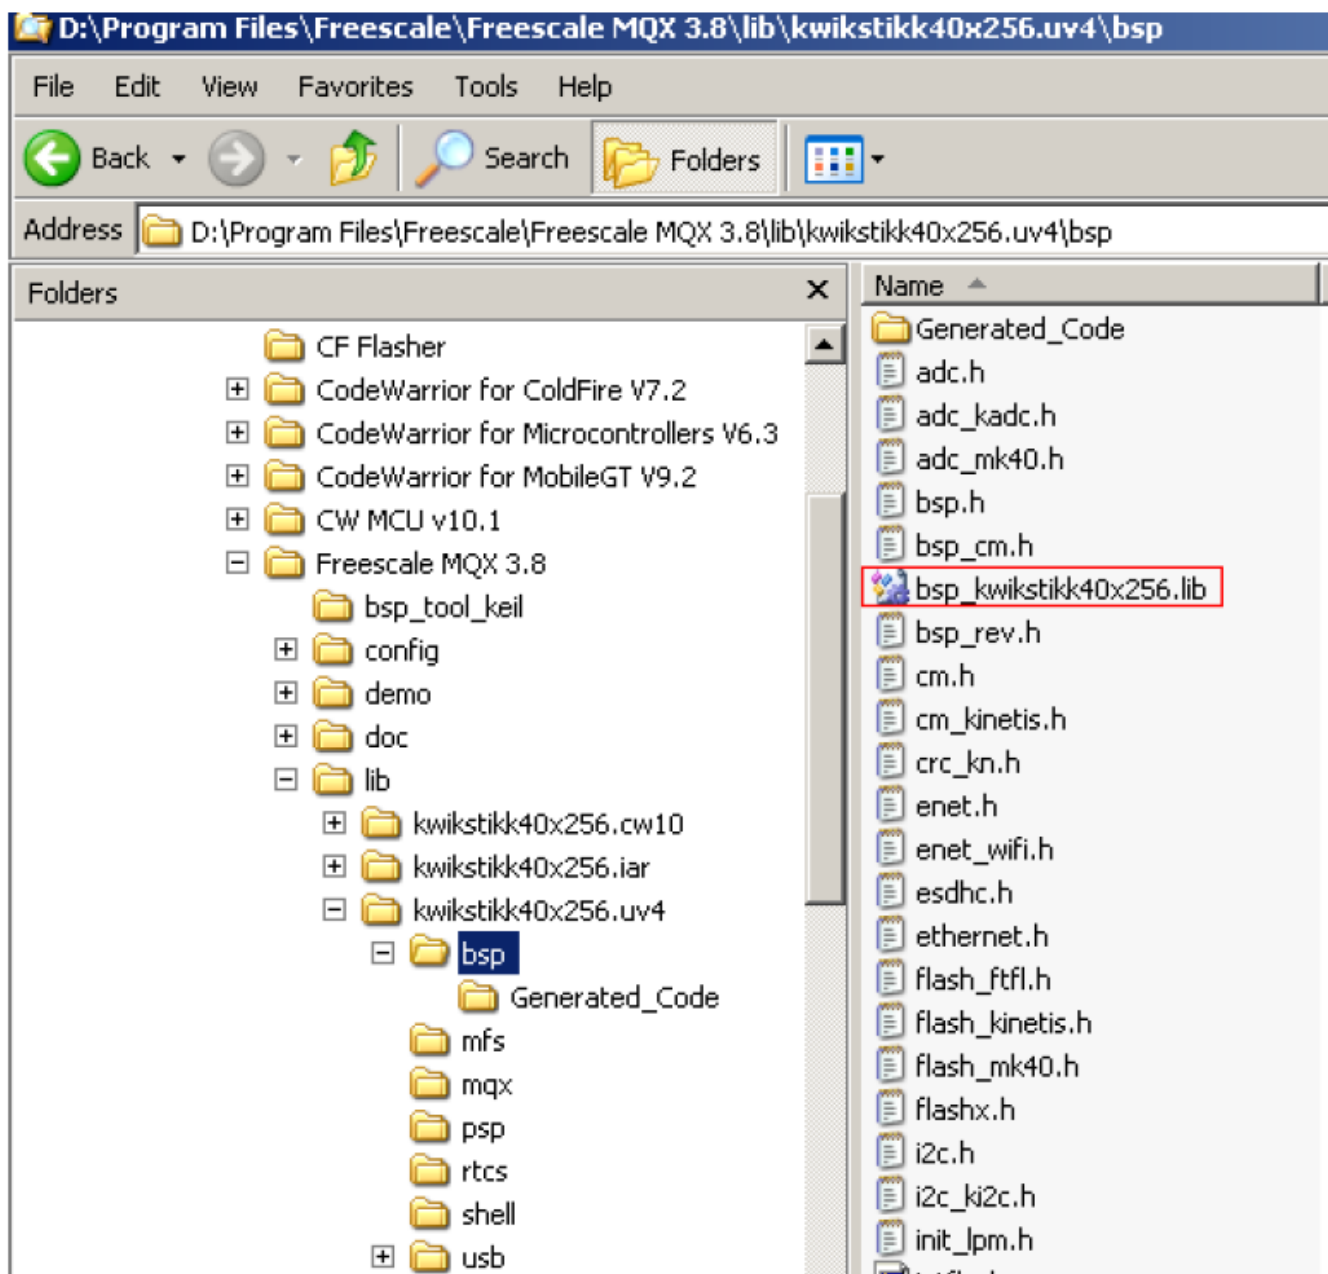 D:\Program Files\Freescale\Freescale MQX 3.8\lib\kwikstikk40x256.uv4\bsp
File Edit View Favorites Tools Help
Back Search Folders
Address D:\Program Files\Freescale\Freescale MQX 3.8\lib\kwikstikk40x256.uv4\bsp
Folders
CF Flasher
CodeWarrior for ColdFire V7.2
CodeWarrior for Microcontrollers V6.3
CodeWarrior for MobileGT V9.2
CW MCU v10.1
Freescale MQX 3.8
bsp_tool_keil
config
demo
doc
lib
kwikstikk40x256.cw10
kwikstikk40x256.iar
kwikstikk40x256.uv4
bsp
Generated_Code
mfs
mqx
psp
rtcs
shell
usb
Name
Generated_Code
adc.h
adc_kadc.h
adc_mk40.h
bsp.h
bsp_cm.h
bsp_kwikstikk40x256.lib
bsp_rev.h
cm.h
cm_kinetis.h
crc_kn.h
enet.h
enet_wifi.h
esdhc.h
ethernet.h
flash_ftfl.h
flash_kinetis.h
flash_mk40.h
flashx.h
i2c.h
i2c_ki2c.h
init_lpm.h